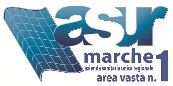 asur
marche
azienda sanitaria unica regionale
area vasta n. 1